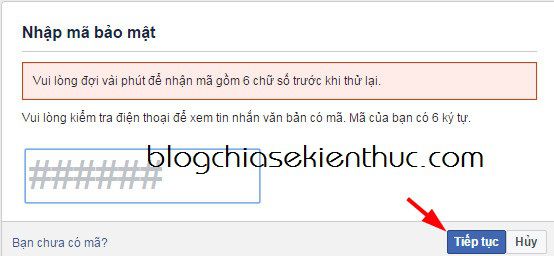 Nhập mã bảo mật
Vui lòng đợi vài phút để nhận mã gồm 6 chữ số trước khi thử lại.
Vui lòng kiểm tra điện thoại để xem tin nhắn văn bản có mã. Mã của bạn có 6 ký tự.
######
blogchiasekienthuc.com
Bạn chưa có mã?
Tiếp tục
Hủy